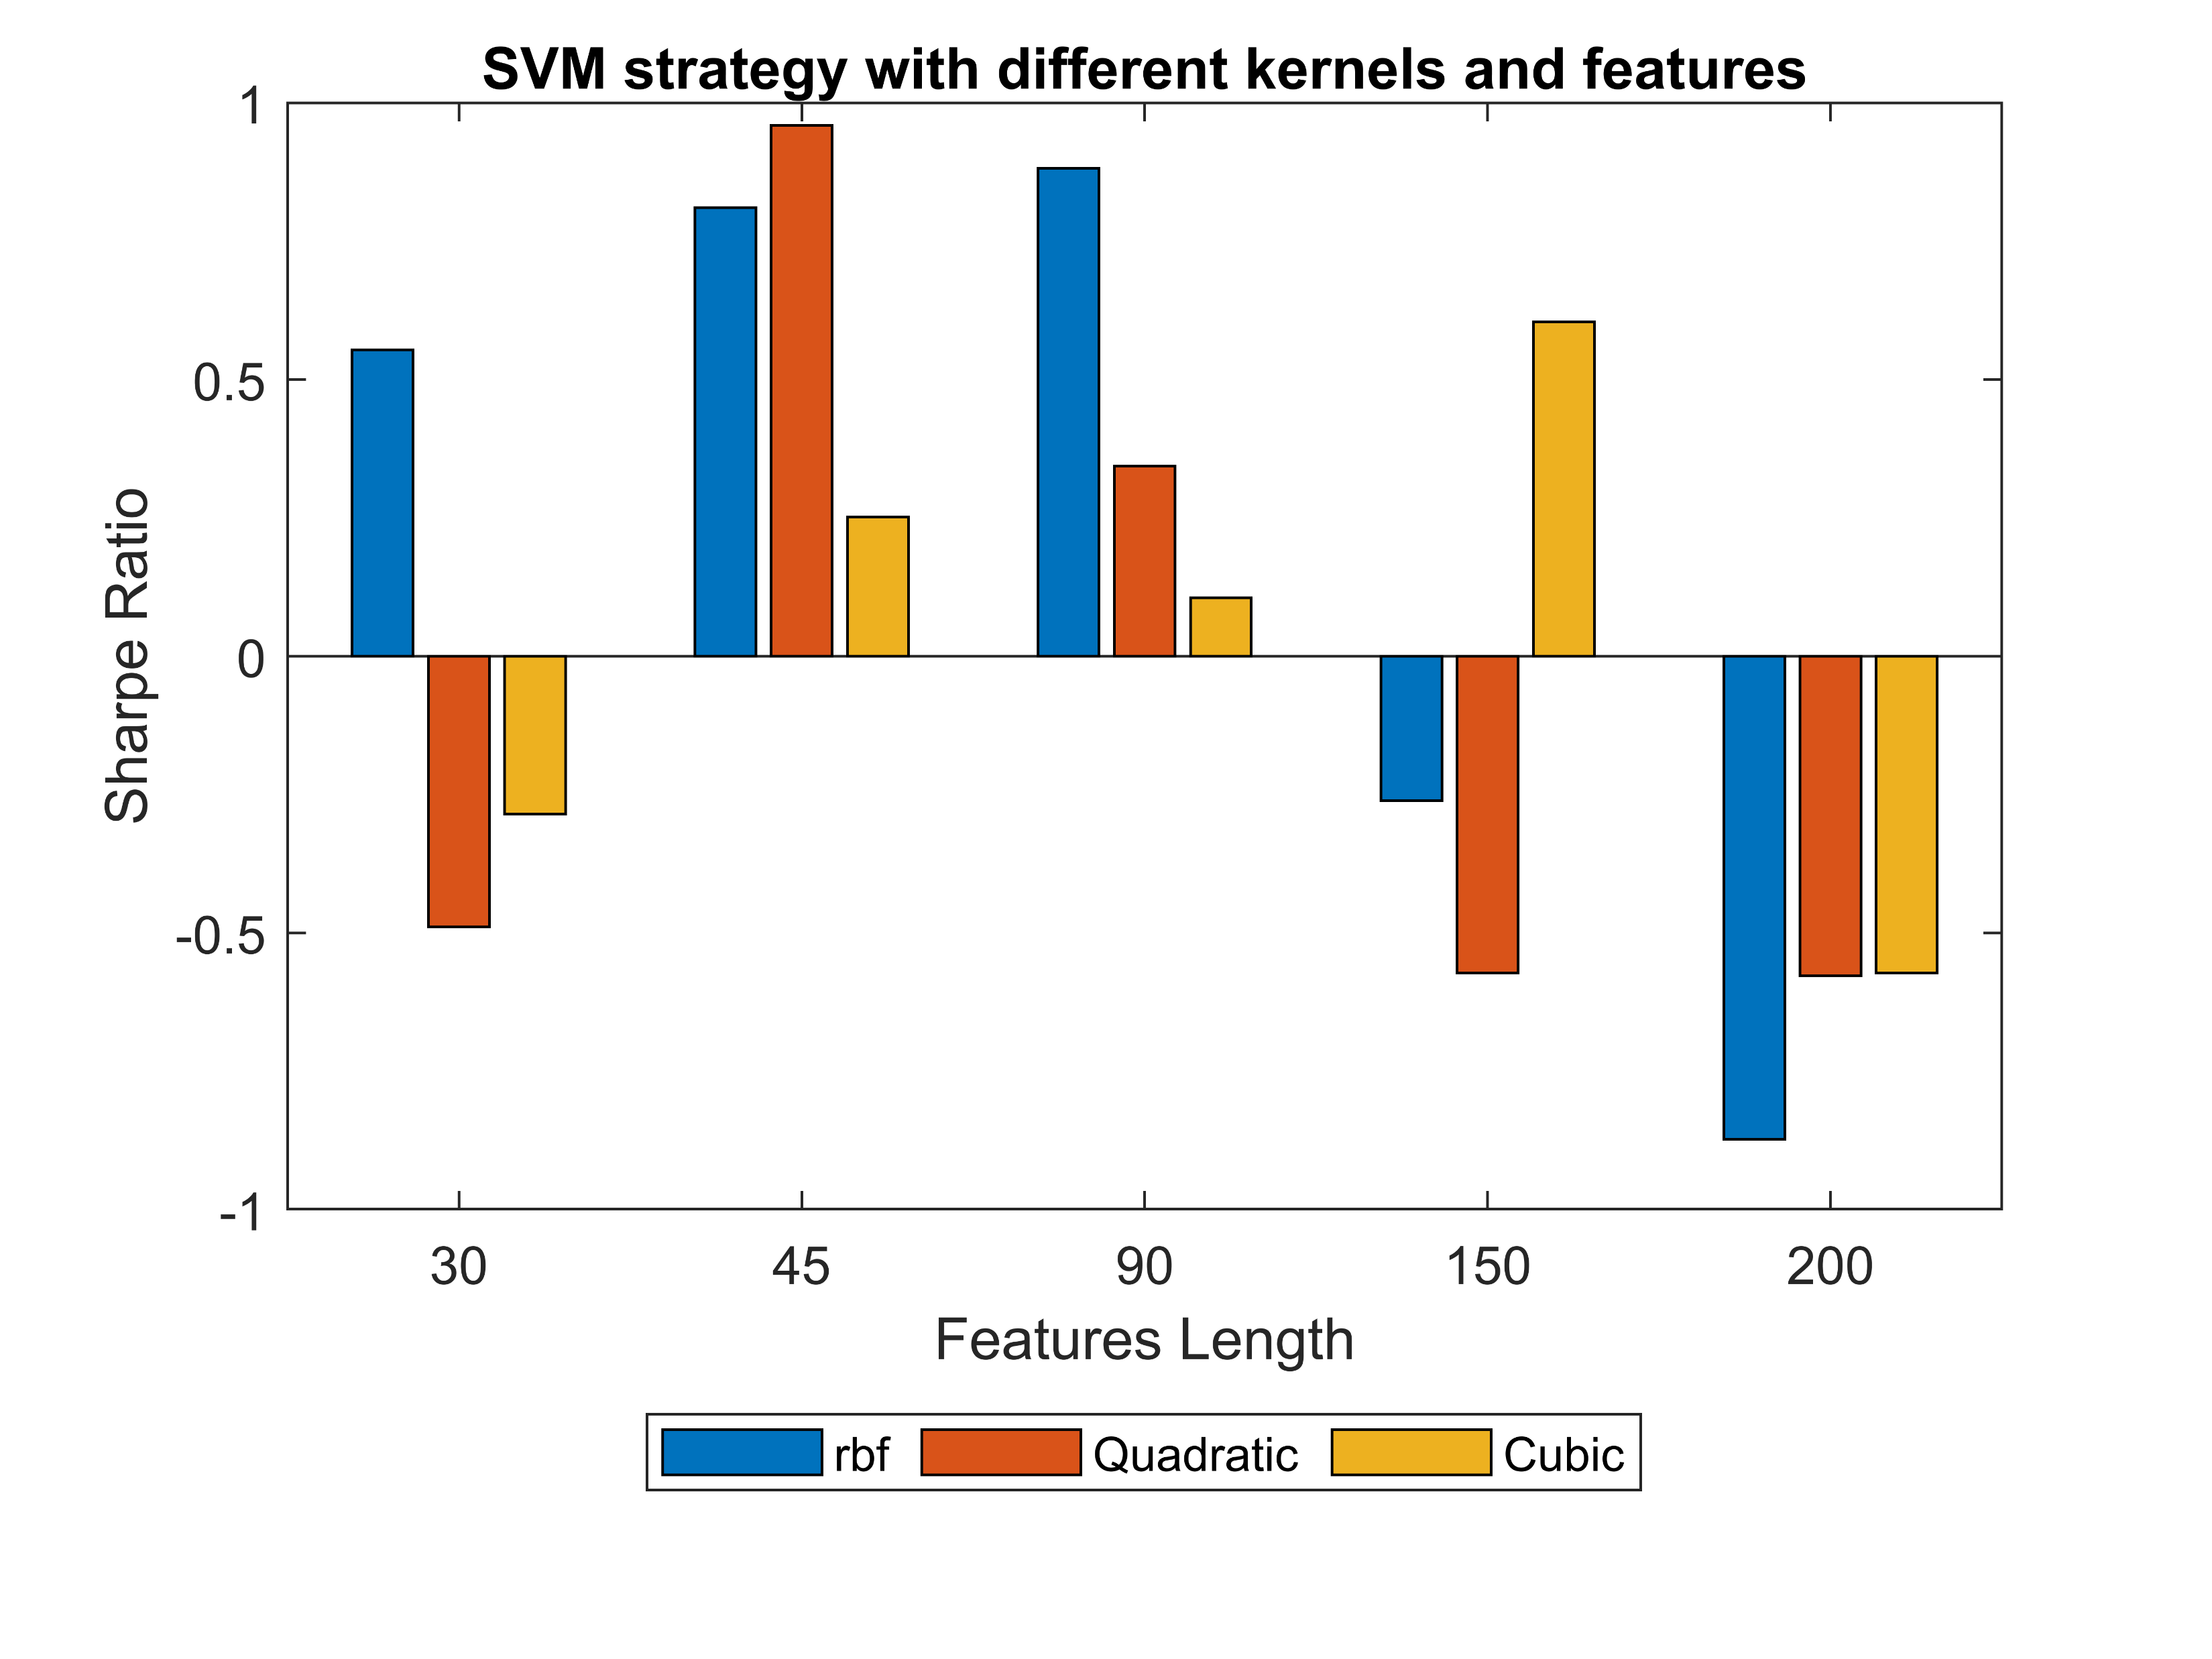 SVM strategy with different kernels and features
1
0.5
0
-0.5
-1
Sharpe Ratio
30 45 90 150 200
Features Length
rbf Quadratic Cubic